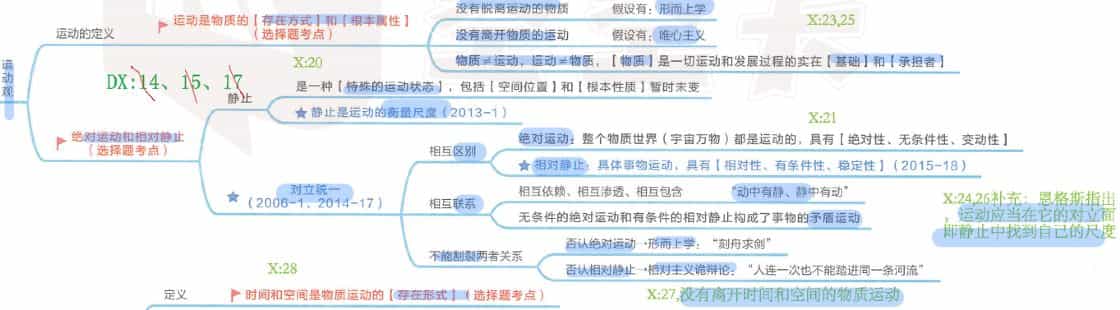 运动观
运动的定义
运动是物质的【存在方式】和【根本属性】
(选择题考点)
没有脱离运动的物质 假设有:形而上学
没有离开物质的运动 假设有:唯心主义
物质≠运动,运动≠物质,【物质】是一切运动和发展过程的实在【基础】和【承担者】
X:23,25
X:20
DX:14、15、17
绝对运动和相对静止
(选择题考点)
静止
是一种【特殊的运动状态】,包括【空间位置】和【根本性质】暂时未变
静止是运动的衡量尺度(2013-1)
对立统一
(2006-1、2014-17)
X:21
相互区别
绝对运动:整个物质世界(宇宙万物)都是运动的,具有【绝对性、无条件性、变动性】
相对静止:具体事物运动,具有【相对性、有条件性、稳定性】(2015-18)
相互联系
相互依赖、相互渗透、相互包含 “动中有静、静中有动”
无条件的绝对运动和有条件的相对静止构成了事物的矛盾运动
X:24,26补充:恩格斯指出
,运动应当在它的对立面
即静止中找到自己的尺度
不能割裂两者关系
否认绝对运动→形而上学:“刻舟求剑”
否认相对静止→相对主义诡辩论:“人连一次也不能踏进同一条河流”
X:28
定义
时间和空间是物质运动的【存在形式】(选择题考点)
X:27,没有离开时间和空间的物质运动